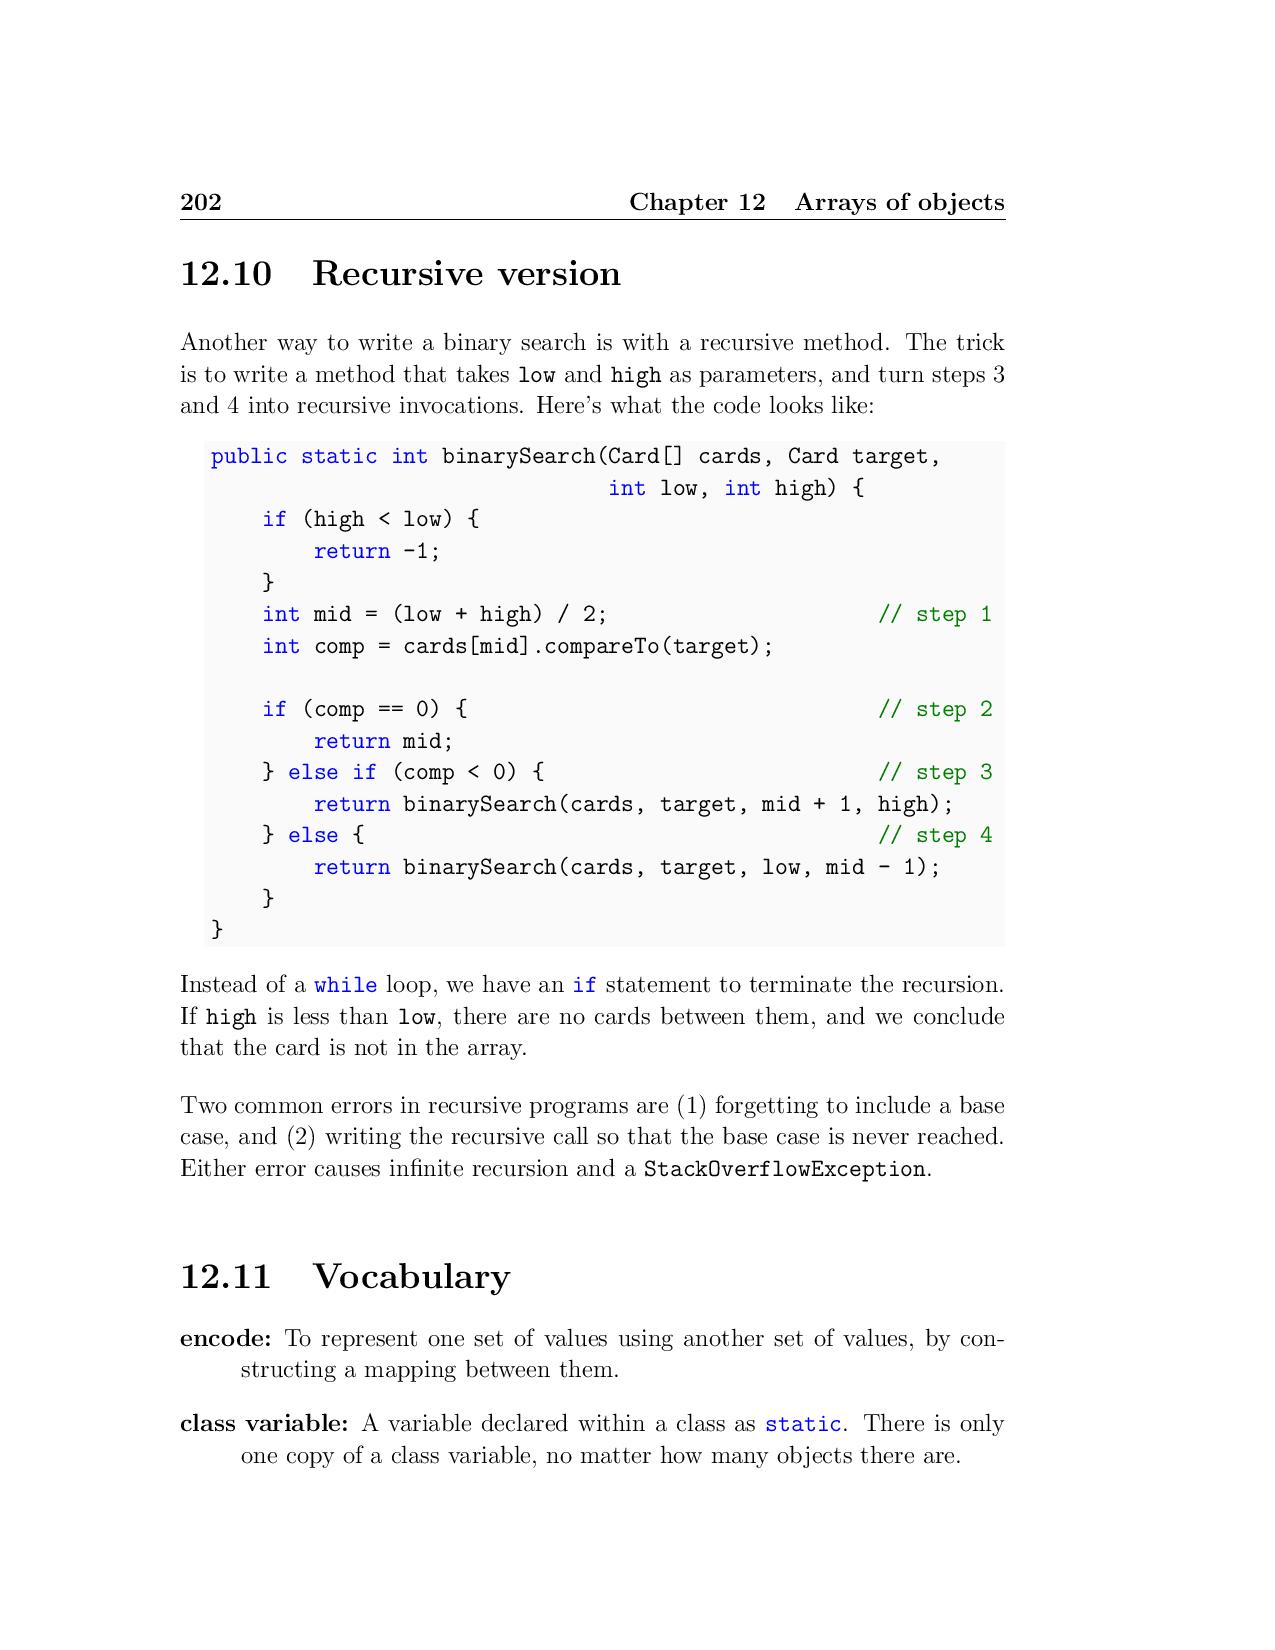 202 Chapter 12 Arrays of objects
12.10 Recursive version
Another way to write a binary search is with a recursive method. The trick
is to write a method that takes low and high as parameters, and turn steps 3
and 4 into recursive invocations. Here's what the code looks like:
public static int binarySearch(Card[] cards, Card target,
                               int low, int high) {
    if (high < low) {
        return -1;
    }
    int mid = (low + high) / 2;                     // step 1
    int comp = cards[mid].compareTo(target);

    if (comp == 0) {                                // step 2
        return mid;
    } else if (comp < 0) {                          // step 3
        return binarySearch(cards, target, mid + 1, high);
    } else {                                        // step 4
        return binarySearch(cards, target, low, mid - 1);
    }
}
Instead of a while loop, we have an if statement to terminate the recursion.
If high is less than low, there are no cards between them, and we conclude
that the card is not in the array.
Two common errors in recursive programs are (1) forgetting to include a base
case, and (2) writing the recursive call so that the base case is never reached.
Either error causes infinite recursion and a StackOverflowException.
12.11 Vocabulary
encode: To represent one set of values using another set of values, by con-
structing a mapping between them.
class variable: A variable declared within a class as static. There is only
one copy of a class variable, no matter how many objects there are.